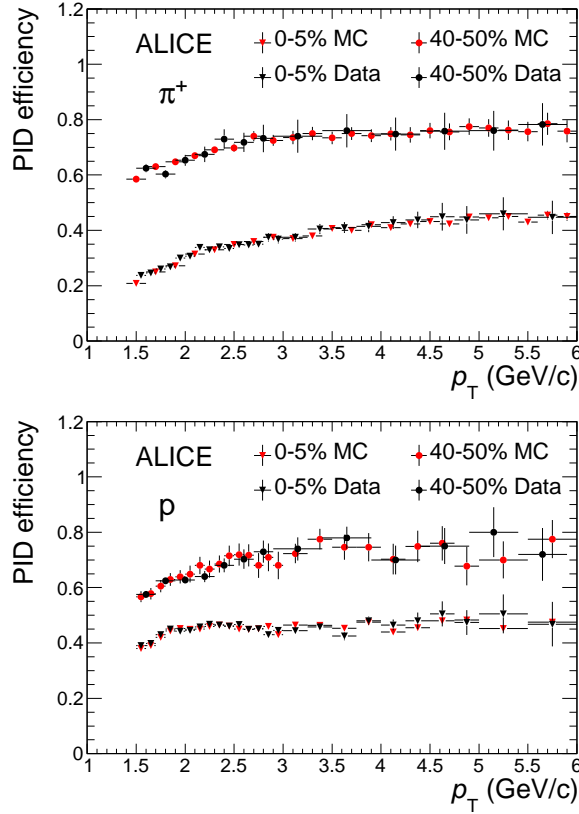 PID efficiency
1.2
1
0.8
0.6
0.4
0.2
0
ALICE
π+
0-5% MC
40-50% MC
0-5% Data
40-50% Data
1 1.5 2 2.5 3 3.5 4 4.5 5 5.5 6
pT (GeV/c)
PID efficiency
1.2
1
0.8
0.6
0.4
0.2
0
ALICE
p
0-5% MC
40-50% MC
0-5% Data
40-50% Data
1 1.5 2 2.5 3 3.5 4 4.5 5 5.5 6
pT (GeV/c)